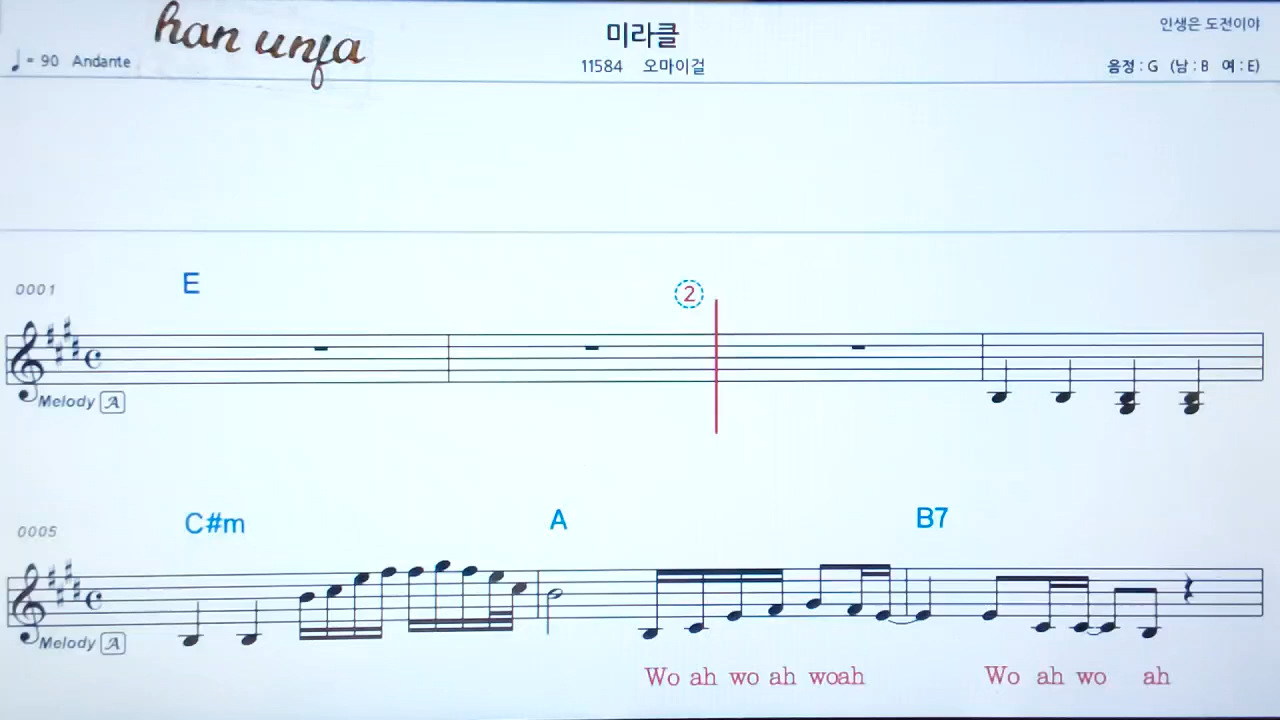 han unfa
미라클
인생은 도전이야
♩ = 90 Andante
11584 오마이걸
음정 : G (남 : B 여 : E)
E
2
0001
Melody A
C#m A B7
0005
Melody A
Wo ah wo ah woah Wo ah wo ah